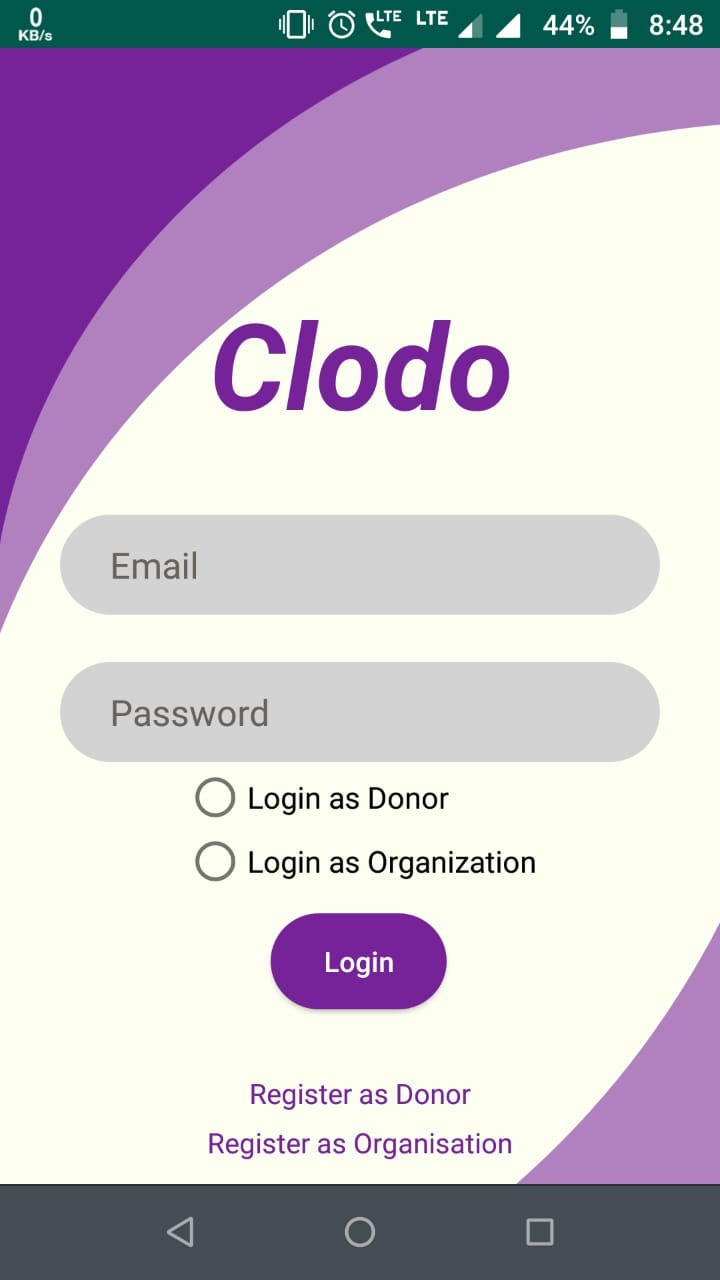 0
KB/s
LTE
LTE
44%
8:48
Clodo
Email
Password
Login as Donor
Login as Organization
Login
Register as Donor
Register as Organisation